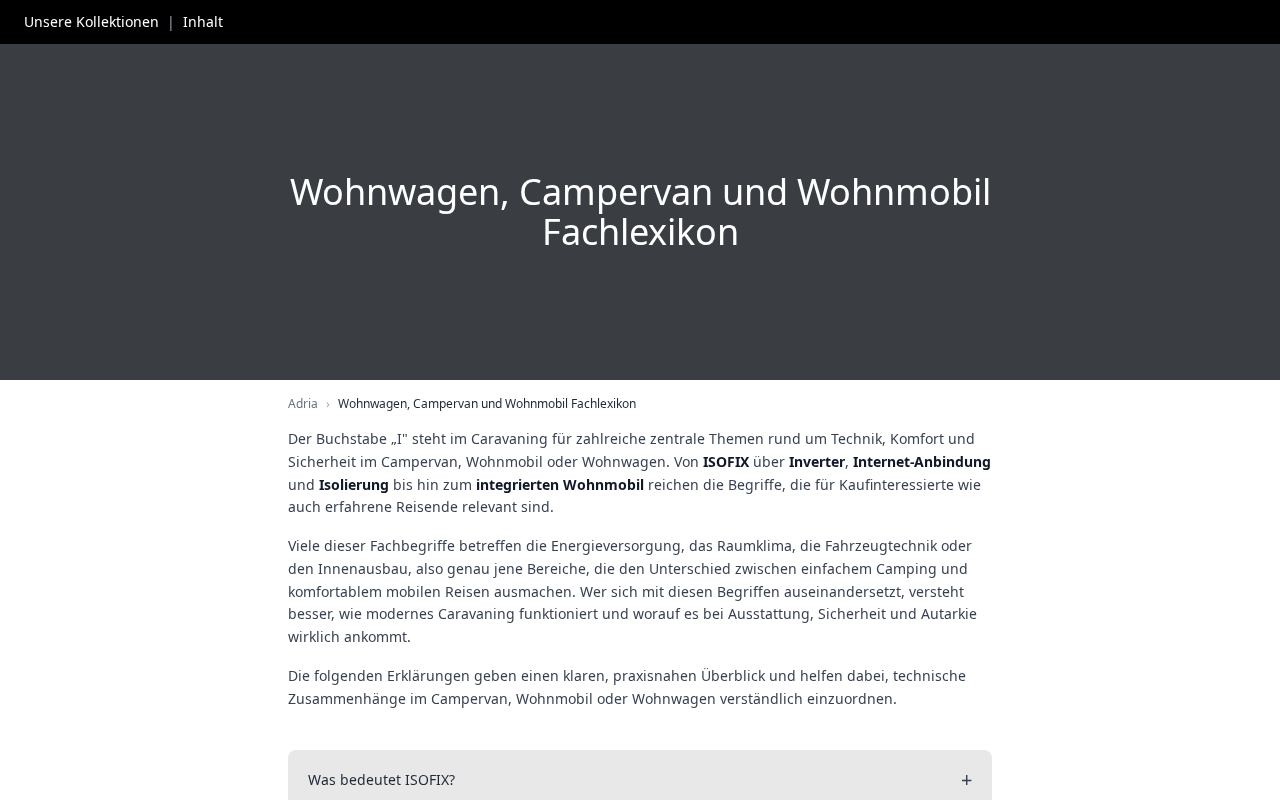 Unsere Kollektionen | Inhalt
Wohnwagen, Campervan und Wohnmobil
Fachlexikon
Adria › Wohnwagen, Campervan und Wohnmobil Fachlexikon
Der Buchstabe „I" steht im Caravaning für zahlreiche zentrale Themen rund um Technik, Komfort und
Sicherheit im Campervan, Wohnmobil oder Wohnwagen. Von ISOFIX über Inverter, Internet-Anbindung
und Isolierung bis hin zum integrierten Wohnmobil reichen die Begriffe, die für Kaufinteressierte wie
auch erfahrene Reisende relevant sind.
Viele dieser Fachbegriffe betreffen die Energieversorgung, das Raumklima, die Fahrzeugtechnik oder
den Innenausbau, also genau jene Bereiche, die den Unterschied zwischen einfachem Camping und
komfortablem mobilen Reisen ausmachen. Wer sich mit diesen Begriffen auseinandersetzt, versteht
besser, wie modernes Caravaning funktioniert und worauf es bei Ausstattung, Sicherheit und Autarkie
wirklich ankommt.
Die folgenden Erklärungen geben einen klaren, praxisnahen Überblick und helfen dabei, technische
Zusammenhänge im Campervan, Wohnmobil oder Wohnwagen verständlich einzuordnen.
Was bedeutet ISOFIX? +